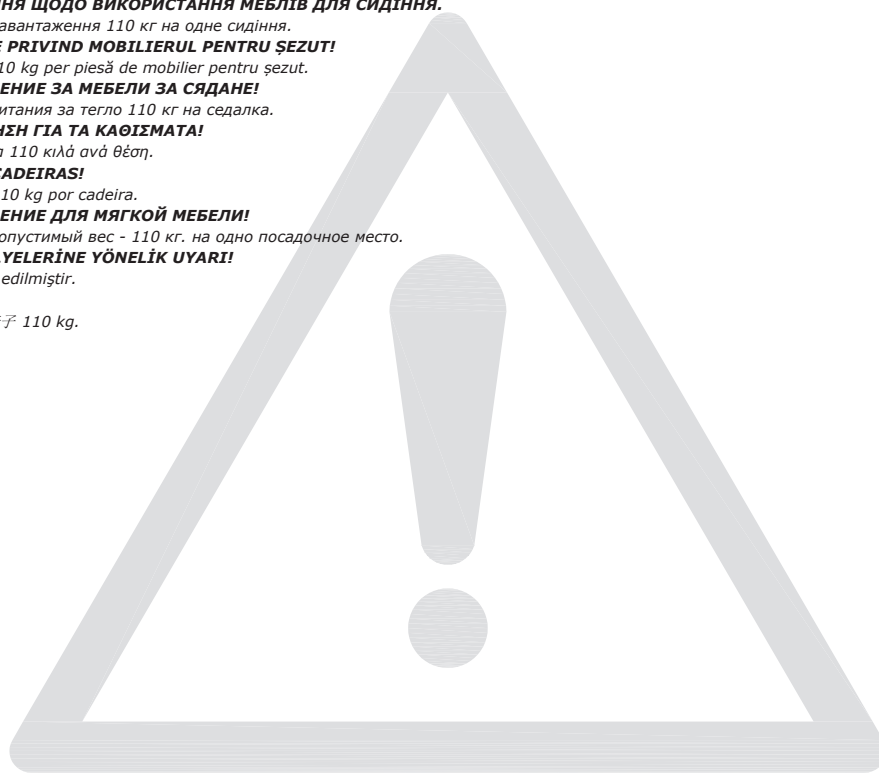 НЯ ЩОДО ВИКОРИСТАННЯ МЕБЛІВ ДЛЯ СИДІННЯ.
авантаження 110 кг на одне сидіння.
E PRIVIND MOBILIERUL PENTRU ȘEZUT!
10 kg per piesă de mobilier pentru șezut.
ЕНИЕ ЗА МЕБЕЛИ ЗА СЯДАНЕ!
итания за тегло 110 кг на седалка.
ΗΣΗ ΓΙΑ ΤΑ ΚΑΘΙΣΜΑΤΑ!
110 κιλά ανά θέση.
CADEIRAS!
10 kg por cadeira.
ЕНИЕ ДЛЯ МЯГКОЙ МЕБЕЛИ!
опустимый вес - 110 кг. на одно посадочное место.
YELERİNE YÖNELİK UYARI!
edilmiştir.
子 110 kg.